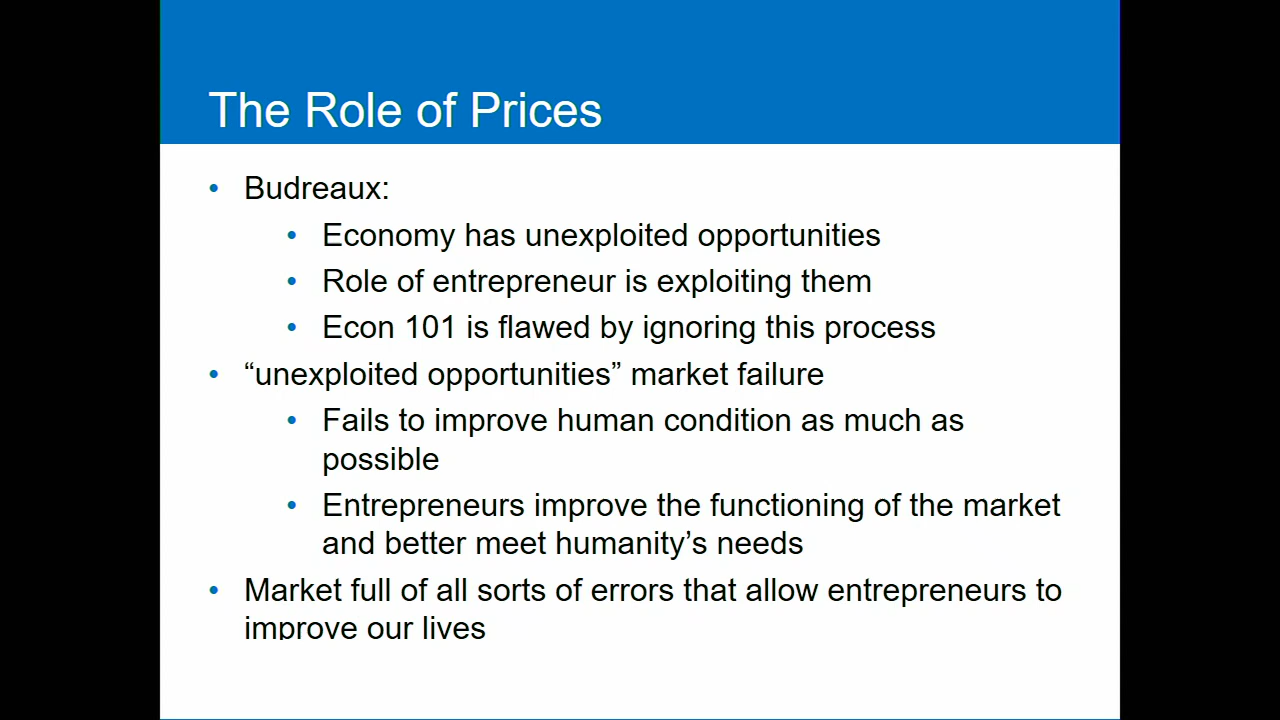 The Role of Prices
• Budreaux:
• Economy has unexploited opportunities
• Role of entrepreneur is exploiting them
• Econ 101 is flawed by ignoring this process
• “unexploited opportunities” market failure
• Fails to improve human condition as much as
possible
• Entrepreneurs improve the functioning of the market
and better meet humanity’s needs
• Market full of all sorts of errors that allow entrepreneurs to
improve our lives